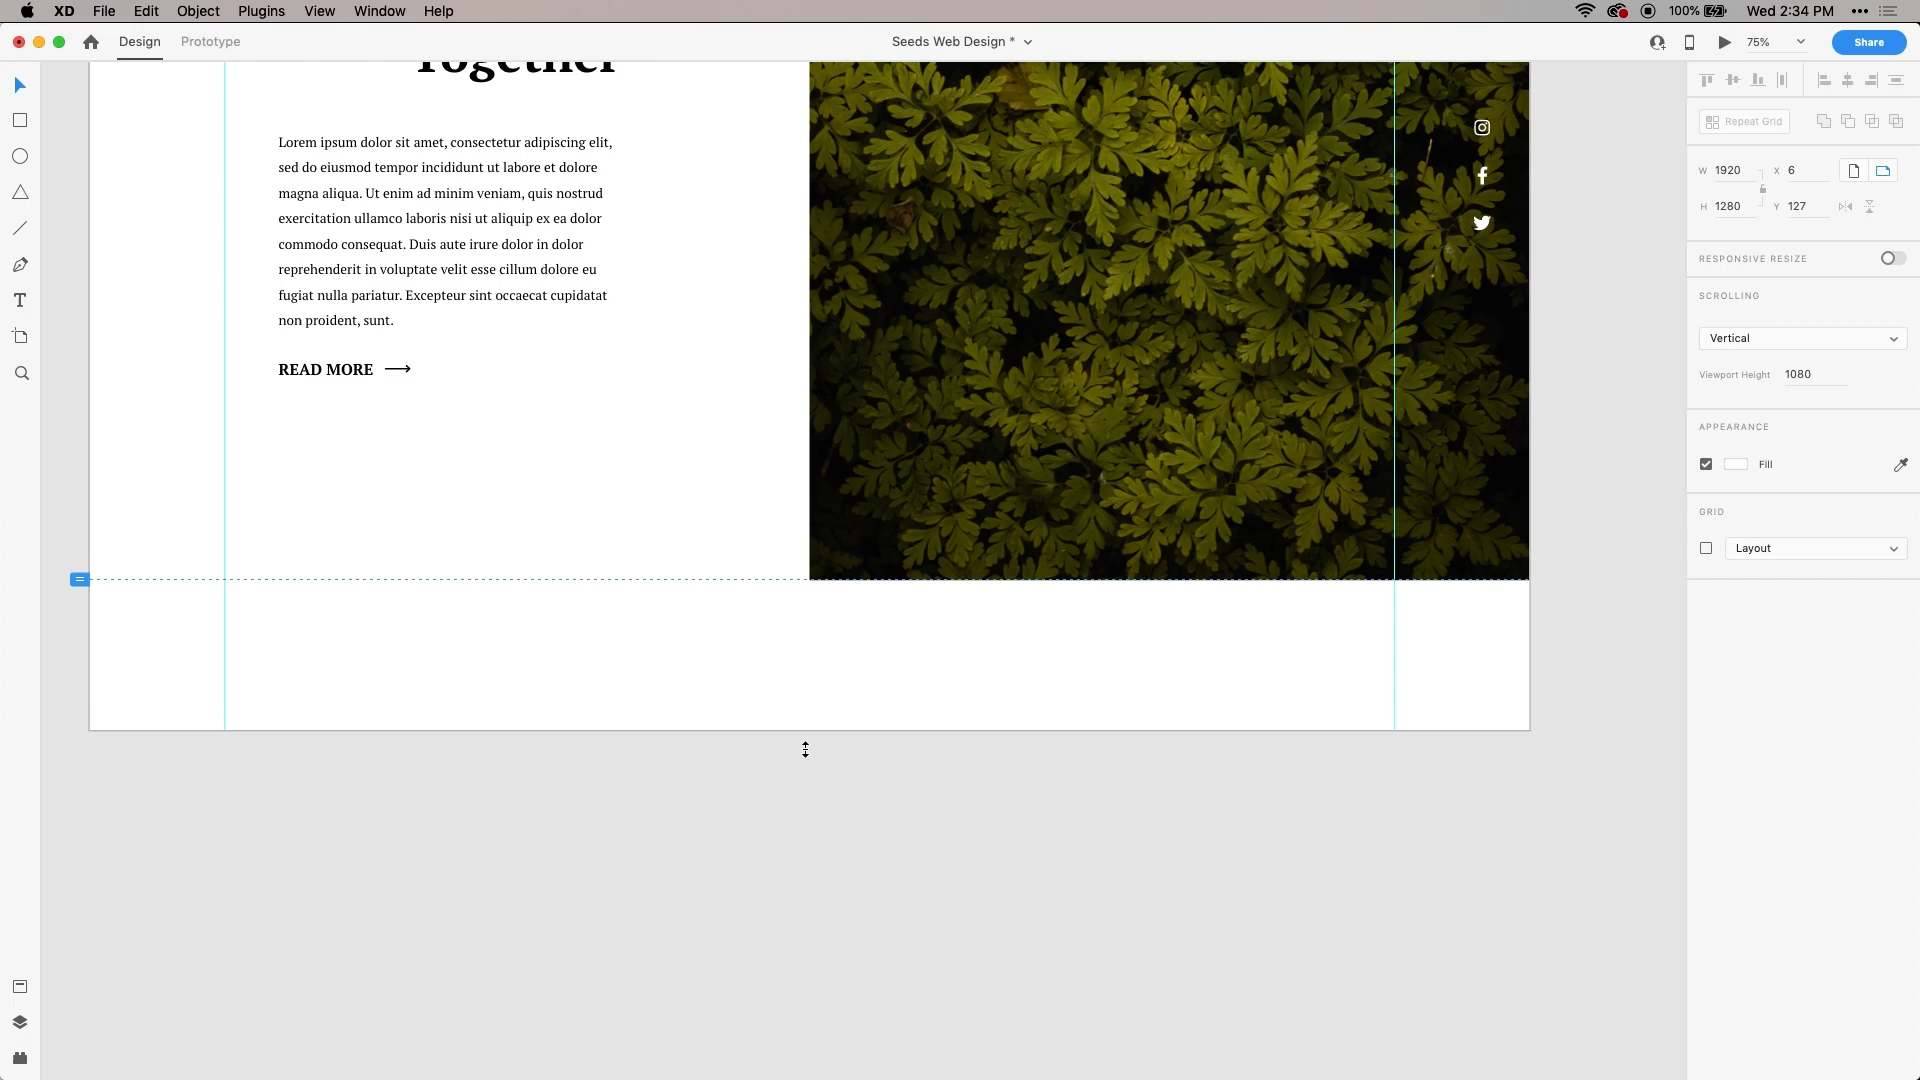 XD File Edit Object Plugins View Window Help
100% Wed 2:34 PM
Design Prototype
Seeds Web Design *
75%
Share
Together
Repeat Grid
Lorem ipsum dolor sit amet, consectetur adipiscing elit,
sed do eiusmod tempor incididunt ut labore et dolore
magna aliqua. Ut enim ad minim veniam, quis nostrud
exercitation ullamco laboris nisi ut aliquip ex ea dolor
commodo consequat. Duis aute irure dolor in dolor
reprehenderit in voluptate velit esse cillum dolore eu
fugiat nulla pariatur. Excepteur sint occaecat cupidatat
non proident, sunt.
READ MORE
W 1920 X 6
H 1280 Y 127
RESPONSIVE RESIZE
SCROLLING
Vertical
Viewport Height 1080
APPEARANCE
Fill
GRID
Layout